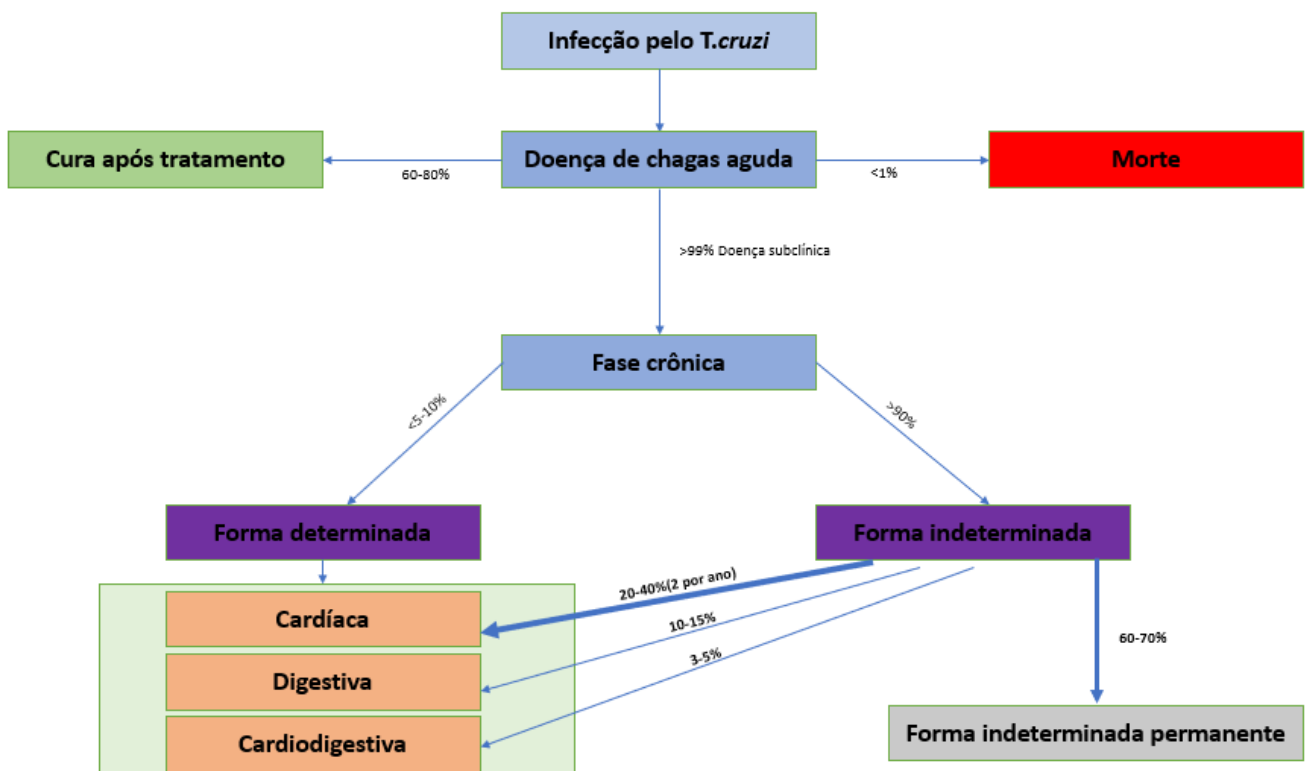 Infecção pelo T.cruzi
Cura após tratamento
Doença de chagas aguda
Morte
60-80%
<1%
>99% Doença subclínica
Fase crônica
<5-10%
>90%
Forma determinada
Forma indeterminada
20-40%(2 por ano)
Cardíaca
10-15%
60-70%
3-5%
Digestiva
Forma indeterminada permanente
Cardiodigestiva